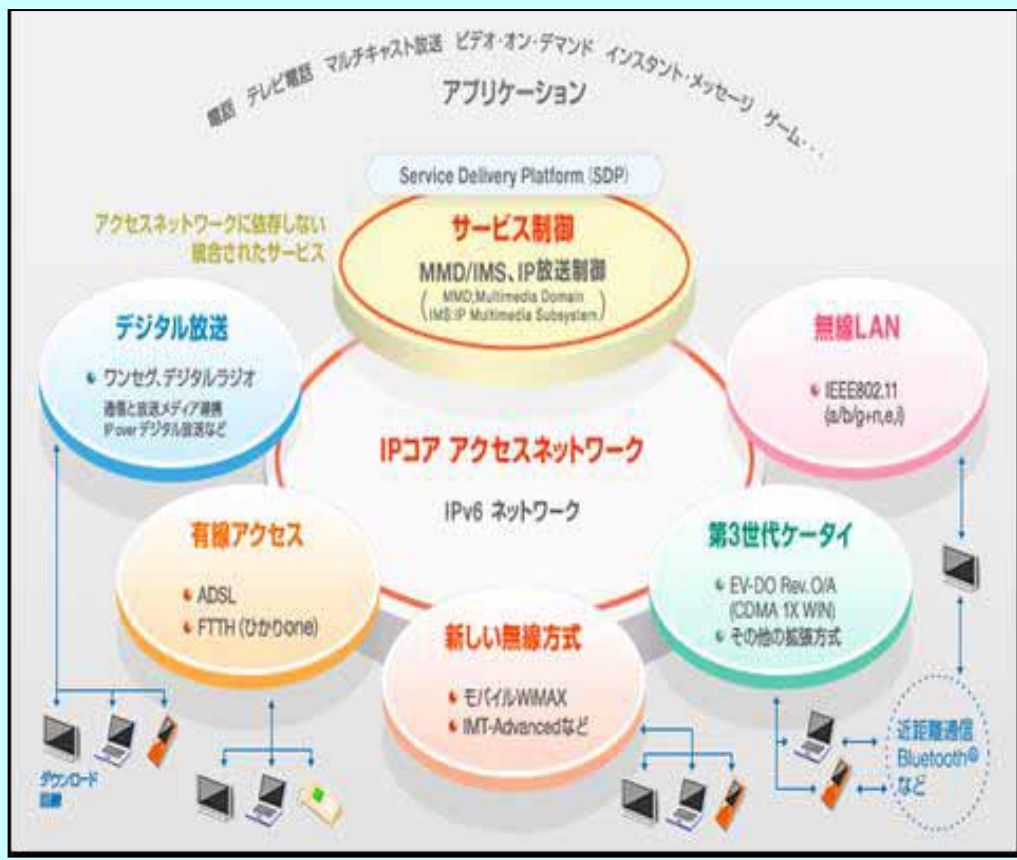 電話 テレビ電話 マルチキャスト放送 ビデオ・オン・デマンド インスタント・メッセージ ゲーム・・・
アプリケーション
Service Delivery Platform (SDP)
アクセスネットワークに依存しない
統合されたサービス
サービス制御
MMD/IMS、IP放送制御
(MMD;Multimedia Domain
IMS:IP Multimedia Subsystem)
デジタル放送
ワンセグ、デジタルラジオ
通信と放送メディア連携
IP over デジタル放送など
無線LAN
IEEE802.11
(a/b/g+n,e,i)
IPコア アクセスネットワーク
IPv6 ネットワーク
有線アクセス
ADSL
FTTH (ひかりone)
第3世代ケータイ
EV-DO Rev. O/A
(CDMA 1X WIN)
その他の拡張方式
新しい無線方式
モバイルWiMAX
IMT-Advancedなど
ダウンロード
回線
近距離通信
Bluetooth®
など